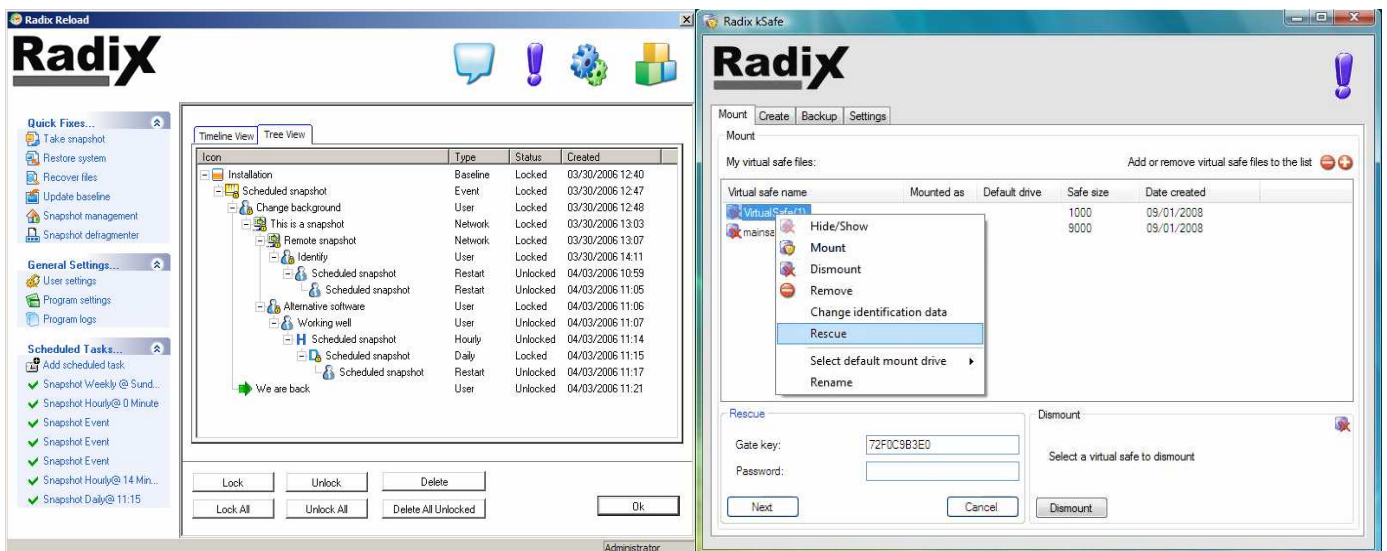 Radix Reload
Radix
Quick Fixes...
Take snapshot
Restore system
Recover files
Update baseline
Snapshot management
Snapshot defragmenter
General Settings...
User settings
Program settings
Program logs
Scheduled Tasks...
Add scheduled task
Snapshot Weekly @ Sund...
Snapshot Hourly@ 0 Minute
Snapshot Event
Snapshot Event
Snapshot Event
Snapshot Hourly@ 14 Min...
Snapshot Daily@ 11:15
Timeline View Tree View
Icon Type Status Created
Installation Baseline Locked 03/30/2006 12:40
Scheduled snapshot Event Locked 03/30/2006 12:47
Change background User Locked 03/30/2006 12:48
This is a snapshot Network Locked 03/30/2006 13:03
Remote snapshot Network Locked 03/30/2006 13:07
Identify User Locked 03/30/2006 14:11
Scheduled snapshot Restart Unlocked 04/03/2006 10:59
Scheduled snapshot Restart Unlocked 04/03/2006 11:05
Alternative software User Locked 04/03/2006 11:06
Working well User Unlocked 04/03/2006 11:07
H Scheduled snapshot Hourly Unlocked 04/03/2006 11:14
D Scheduled snapshot Daily Locked 04/03/2006 11:15
Scheduled snapshot Restart Unlocked 04/03/2006 11:17
We are back User Unlocked 04/03/2006 11:21
Lock Unlock Delete
Lock All Unlock All Delete All Unlocked Ok
Administrator
Radix kSafe
Radix
Mount Create Backup Settings
Mount
My virtual safe files: Add or remove virtual safe files to the list
Virtual safe name Mounted as Default drive Safe size Date created
VirtualSafe(1) 1000 09/01/2008
mainsa 9000 09/01/2008
Hide/Show
Mount
Dismount
Remove
Change identification data
Rescue
Select default mount drive
Rename
Rescue
Gate key: 72F0C9B3E0
Password:
Next Cancel
Dismount
Select a virtual safe to dismount
Dismount